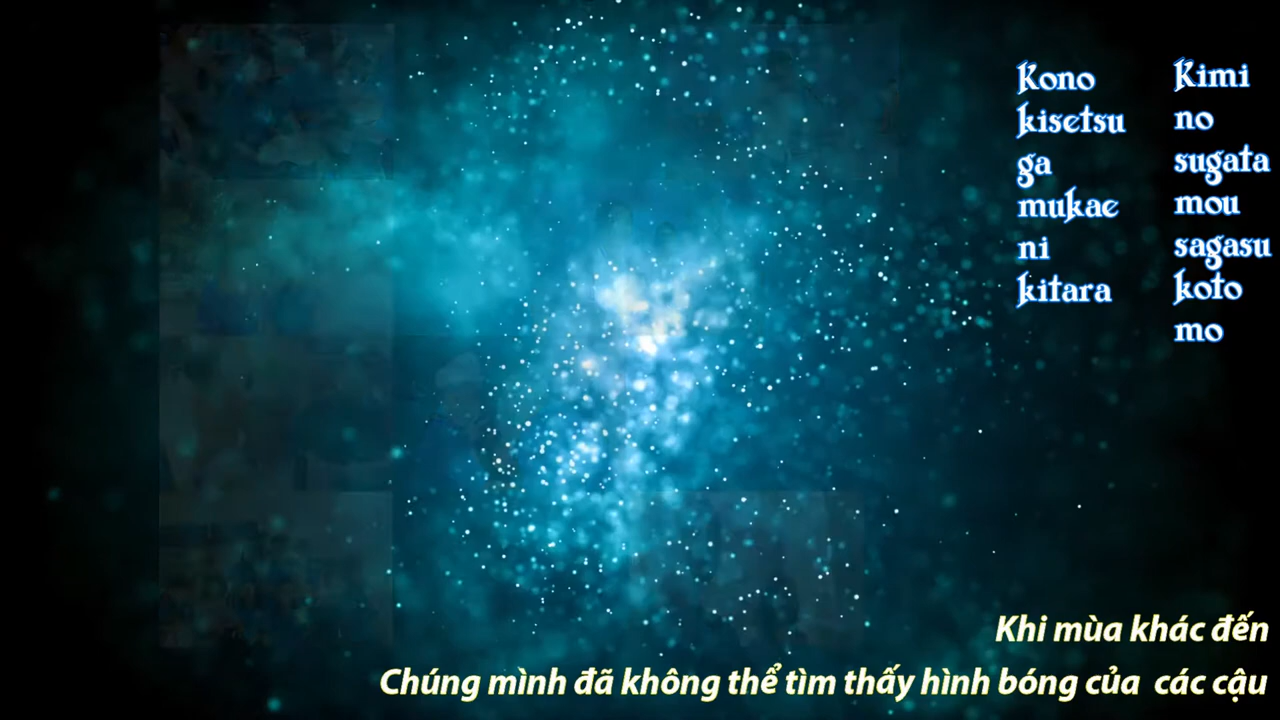 Kono
kisetsu
ga
mukae
ni
kitara
Kimi
no
sugata
mou
sagasu
koto
mo
Khi mùa khác đến
Chúng mình đã không thể tìm thấy hình bóng của các cậu